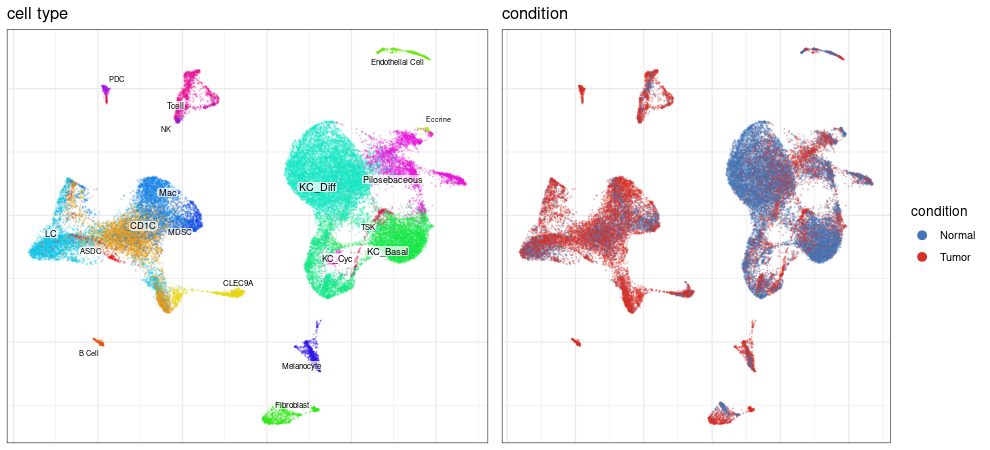 cell type
PDC
Tcell
NK
Endothelial Cell
Eccrine
KC_Diff
Pilosebaceous
Mac
CD1C
MDSC
LC
ASDC
TSK
KC_Basal
KC_Cyc
CLEC9A
B Cell
Melanocyte
Fibroblast
condition
condition
Normal
Tumor